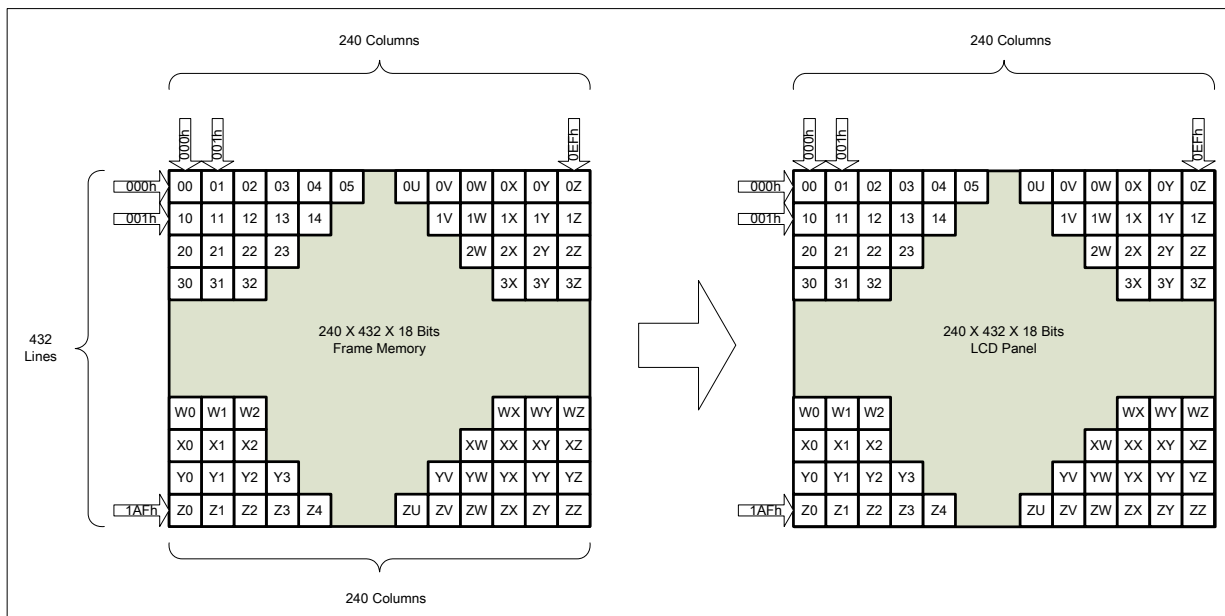 240 Columns
240 Columns
000h 001h 0EFh
000h 001h 0EFh
000h 00 01 02 03 04 05 0U 0V 0W 0X 0Y 0Z
000h 00 01 02 03 04 05 0U 0V 0W 0X 0Y 0Z
001h 10 11 12 13 14 1V 1W 1X 1Y 1Z
001h 10 11 12 13 14 1V 1W 1X 1Y 1Z
20 21 22 23 2W 2X 2Y 2Z
20 21 22 23 2W 2X 2Y 2Z
30 31 32 3X 3Y 3Z
30 31 32 3X 3Y 3Z
432
Lines
240 X 432 X 18 Bits
Frame Memory
240 X 432 X 18 Bits
LCD Panel
W0 W1 W2 WX WY WZ
W0 W1 W2 WX WY WZ
X0 X1 X2 XW XX XY XZ
X0 X1 X2 XW XX XY XZ
Y0 Y1 Y2 Y3 YV YW YX YY YZ
Y0 Y1 Y2 Y3 YV YW YX YY YZ
1AFh Z0 Z1 Z2 Z3 Z4 ZU ZV ZW ZX ZY ZZ
1AFh Z0 Z1 Z2 Z3 Z4 ZU ZV ZW ZX ZY ZZ
240 Columns